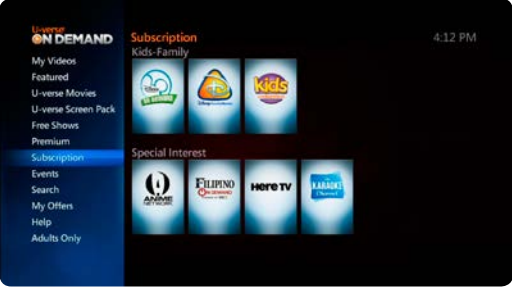 U-verse
ON DEMAND
Subscription
4:12 PM
Kids-Family
My Videos
Featured
U-verse Movies
U-verse Screen Pack
Free Shows
Premium
Subscription
Events
Search
My Offers
Help
Adults Only
Disney
kids
Special Interest
ANIME
NETWORK
FILIPINO
ON DEMAND
Here TV
KARAOKE
Channel